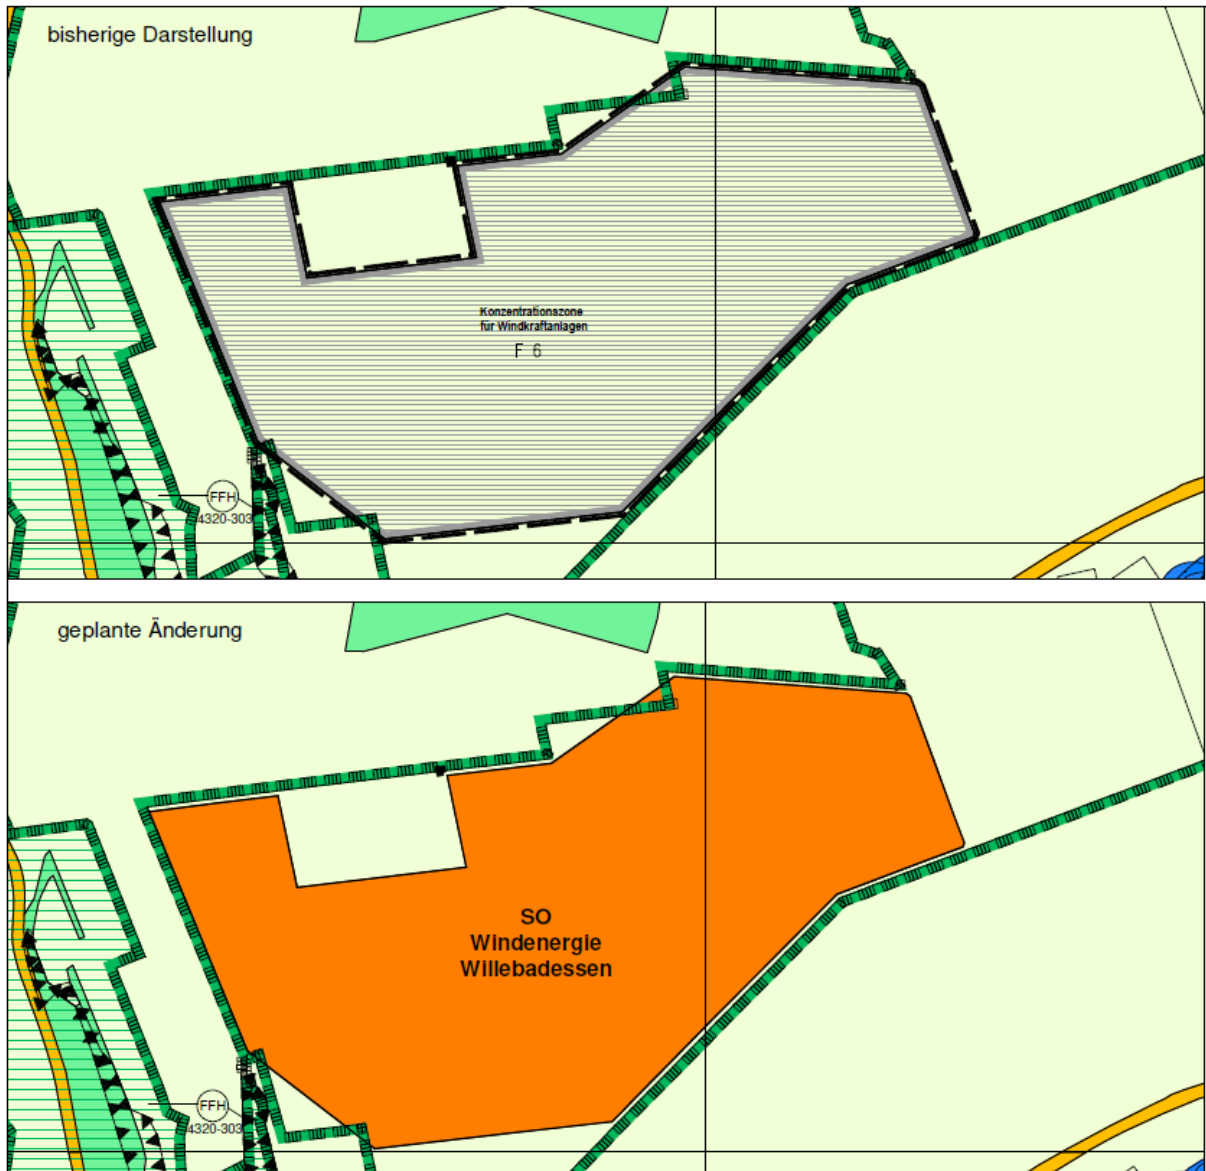 bisherige Darstellung
Konzentrationszone
für Windkraftanlagen
F 6
FFH
4320-303
geplante Änderung
SO
Windenergie
Willebadessen
FFH
4320-303